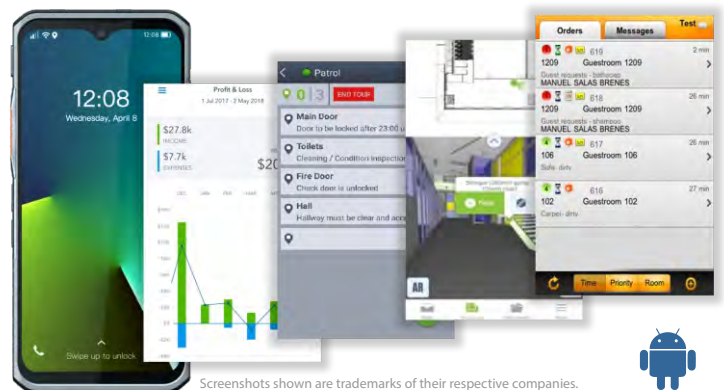 12:08
12:08
Wednesday, April 8
Swipe up to unlock
Profit & Loss
1 Jul 2017 - 2 May 2018
$27.8k
INCOME
$7.7k
EXPENSES
$20
Patrol
0 | 3
END TOUR
Main Door
Door to be locked after 23:00
Toilets
Cleaning / Condition inspection
Fire Door
Check door is unlocked
Hall
Hallway must be clear and
AR
Orders
Messages
Test
619
2 min
1209
Guestroom 1209
Guest requests - bathrobe
MANUEL SALAS BRENES
618
26 min
1209
Guestroom 1209
Guest requests - shampoo
MANUEL SALAS BRENES
617
26 min
106
Guestroom 106
Sofa- dirty
616
27 min
102
Guestroom 102
Carpet- dirty
Time
Priority
Room
Screenshots shown are trademarks of their respective companies.